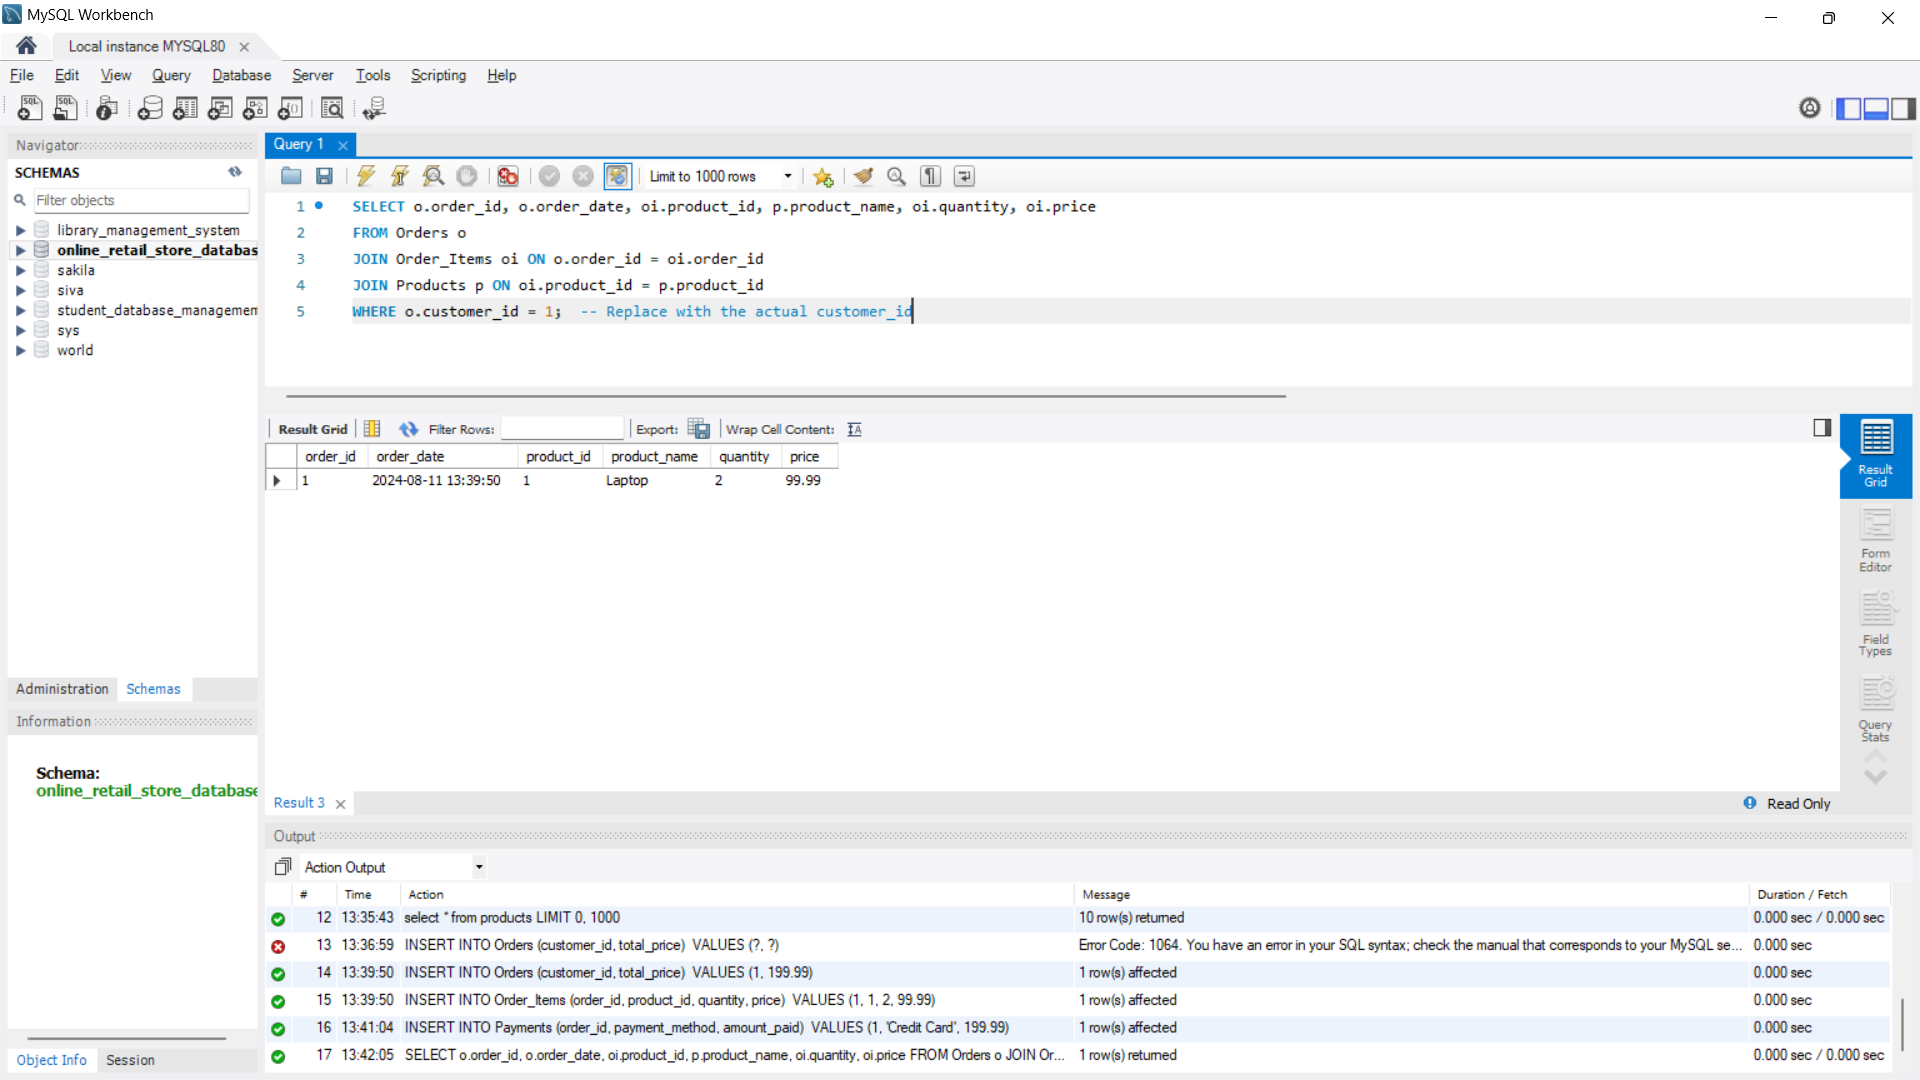 MySQL Workbench
Local instance MYSQL80
File Edit View Query Database Server Tools Scripting Help
Navigator
SCHEMAS
Filter objects
library_management_system
online_retail_store_databas
sakila
siva
student_database_managemen
sys
world
Administration Schemas
Information
Schema:
online_retail_store_database
Object Info Session
Query 1
Limit to 1000 rows
1 SELECT o.order_id, o.order_date, oi.product_id, p.product_name, oi.quantity, oi.price
2 FROM Orders o
3 JOIN Order_Items oi ON o.order_id = oi.order_id
4 JOIN Products p ON oi.product_id = p.product_id
5 WHERE o.customer_id = 1; -- Replace with the actual customer_id
Result Grid Filter Rows: Export: Wrap Cell Content:
order_id order_date product_id product_name quantity price
1 2024-08-11 13:39:50 1 Laptop 2 99.99
Result
Grid
Form
Editor
Field
Types
Query
Stats
Result 3
Read Only
Output
Action Output
# Time Action Message Duration / Fetch
12 13:35:43 select * from products LIMIT 0, 1000 10 row(s) returned 0.000 sec / 0.000 sec
13 13:36:59 INSERT INTO Orders (customer_id, total_price) VALUES (?, ?) Error Code: 1064. You have an error in your SQL syntax; check the manual that corresponds to your MySQL se... 0.000 sec
14 13:39:50 INSERT INTO Orders (customer_id, total_price) VALUES (1, 199.99) 1 row(s) affected 0.000 sec
15 13:39:50 INSERT INTO Order_Items (order_id, product_id, quantity, price) VALUES (1, 1, 2, 99.99) 1 row(s) affected 0.000 sec
16 13:41:04 INSERT INTO Payments (order_id, payment_method, amount_paid) VALUES (1, 'Credit Card', 199.99) 1 row(s) affected 0.000 sec
17 13:42:05 SELECT o.order_id, o.order_date, oi.product_id, p.product_name, oi.quantity, oi.price FROM Orders o JOIN Or... 1 row(s) returned 0.000 sec / 0.000 sec